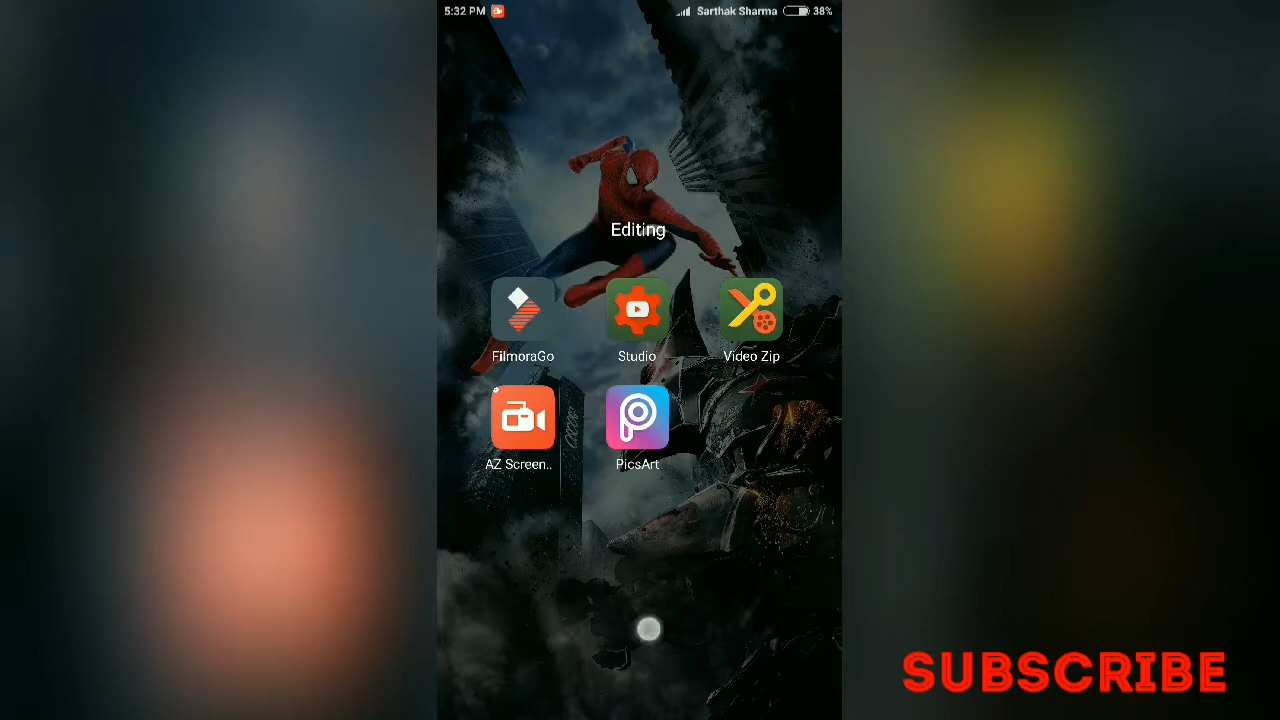 5:32 PM Sarthak Sharma 38%
Editing
FilmoraGo Studio Video Zip
AZ Screen.. PicsArt
SUBSCRIBE